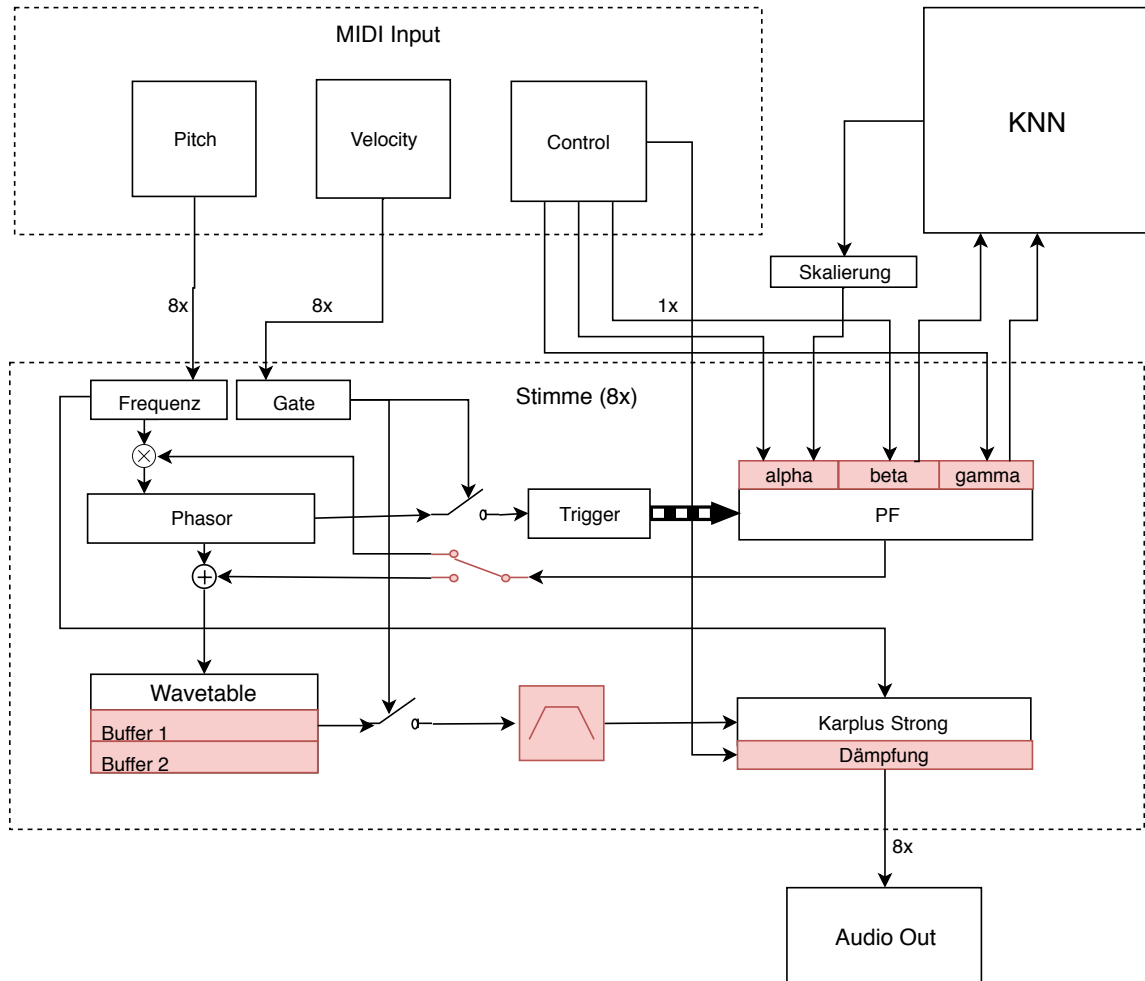 MIDI Input
KNN
Pitch
Velocity
Control
Skalierung
8x
8x
1x
Stimme (8x)
Frequenz
Gate
alpha
beta
gamma
Phasor
Trigger
PF
Wavetable
Buffer 1
Buffer 2
Karplus Strong
Dämpfung
8x
Audio Out